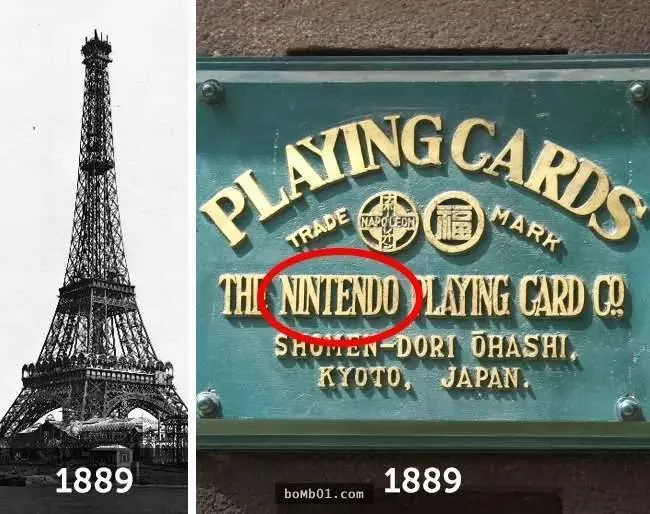 1889
PLAYING CARDS
TRADE NAPOLEON 福 MARK
THE NINTENDO PLAYING CARD CO.
SHOMEN-DORI ŌHASHI.
KYOTO, JAPAN.
1889
boMb01.com